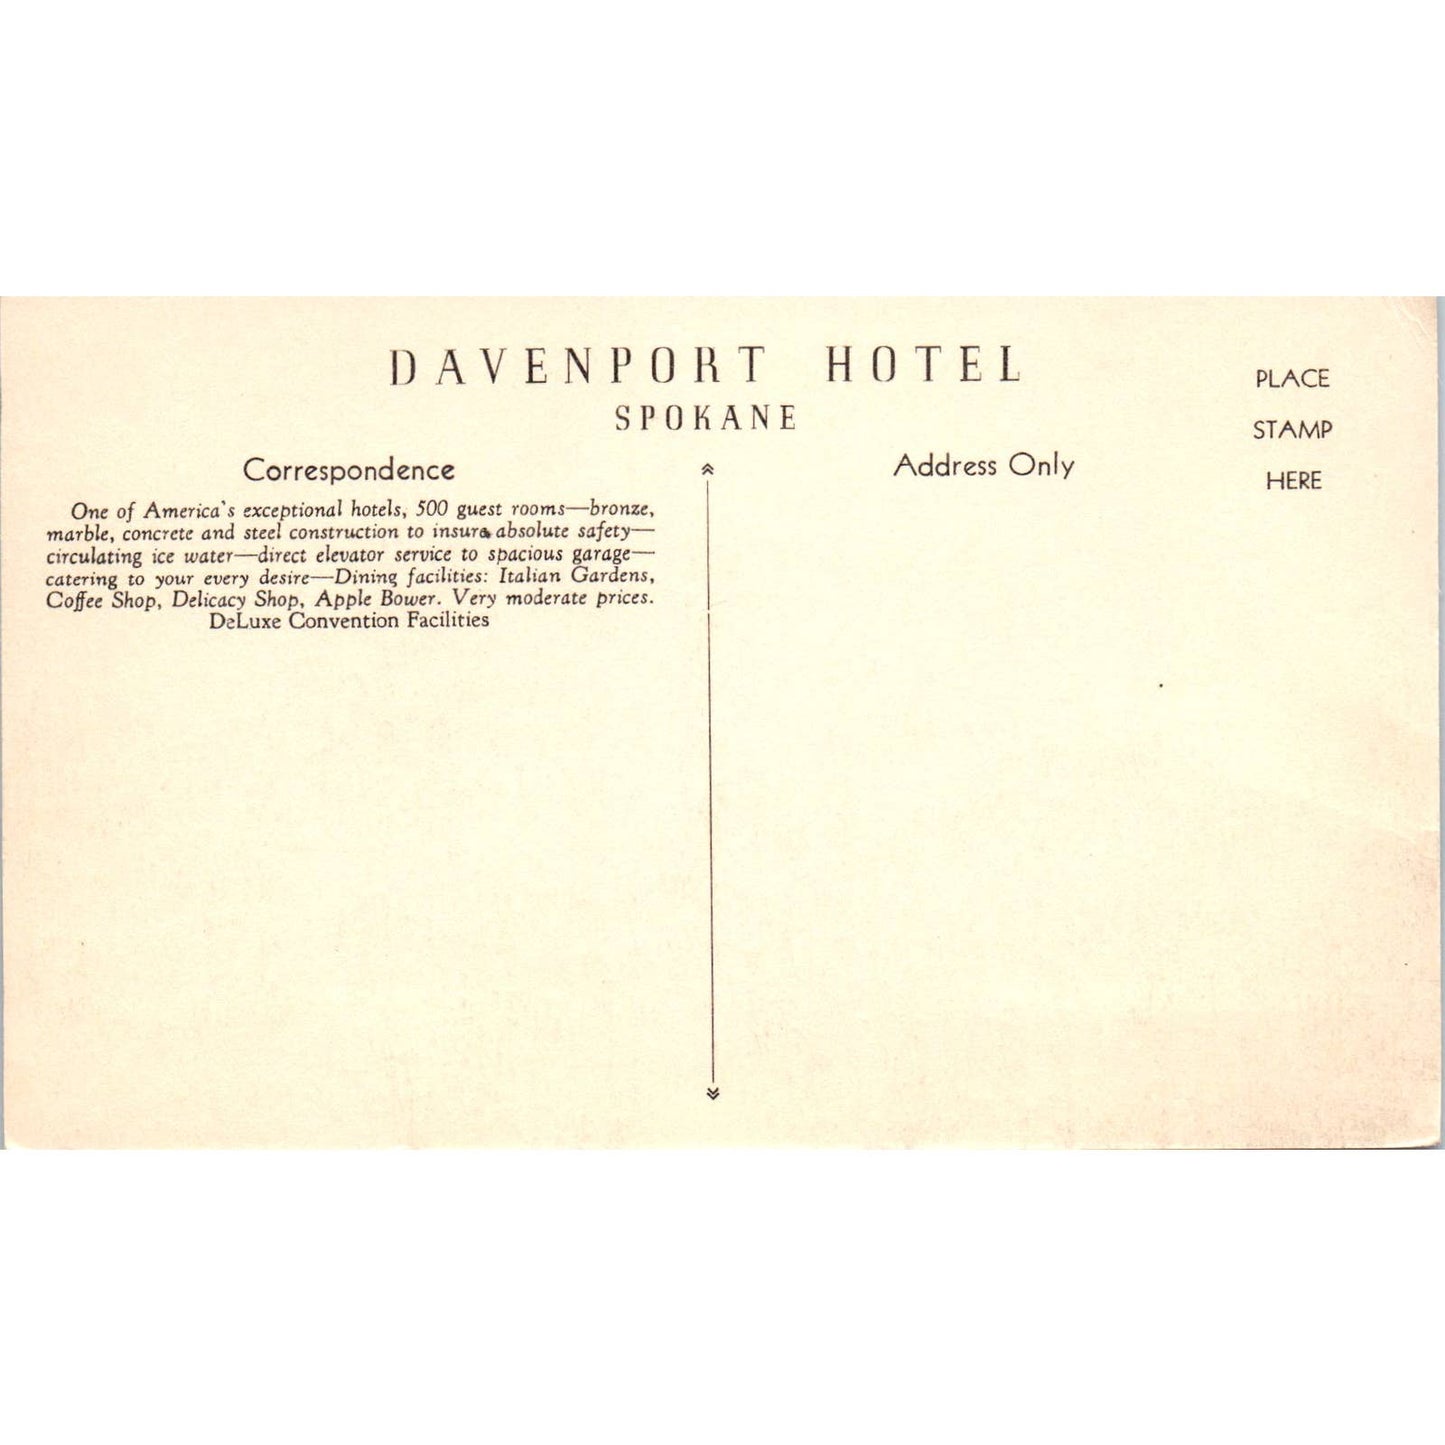 DAVENPORT HOTEL
SPOKANE
PLACE
STAMP
HERE
Correspondence
One of America's exceptional hotels, 500 guest rooms—bronze,
marble, concrete and steel construction to insure absolute safety—
circulating ice water—direct elevator service to spacious garage—
catering to your every desire—Dining facilities: Italian Gardens,
Coffee Shop, Delicacy Shop, Apple Bower. Very moderate prices.
DeLuxe Convention Facilities
Address Only